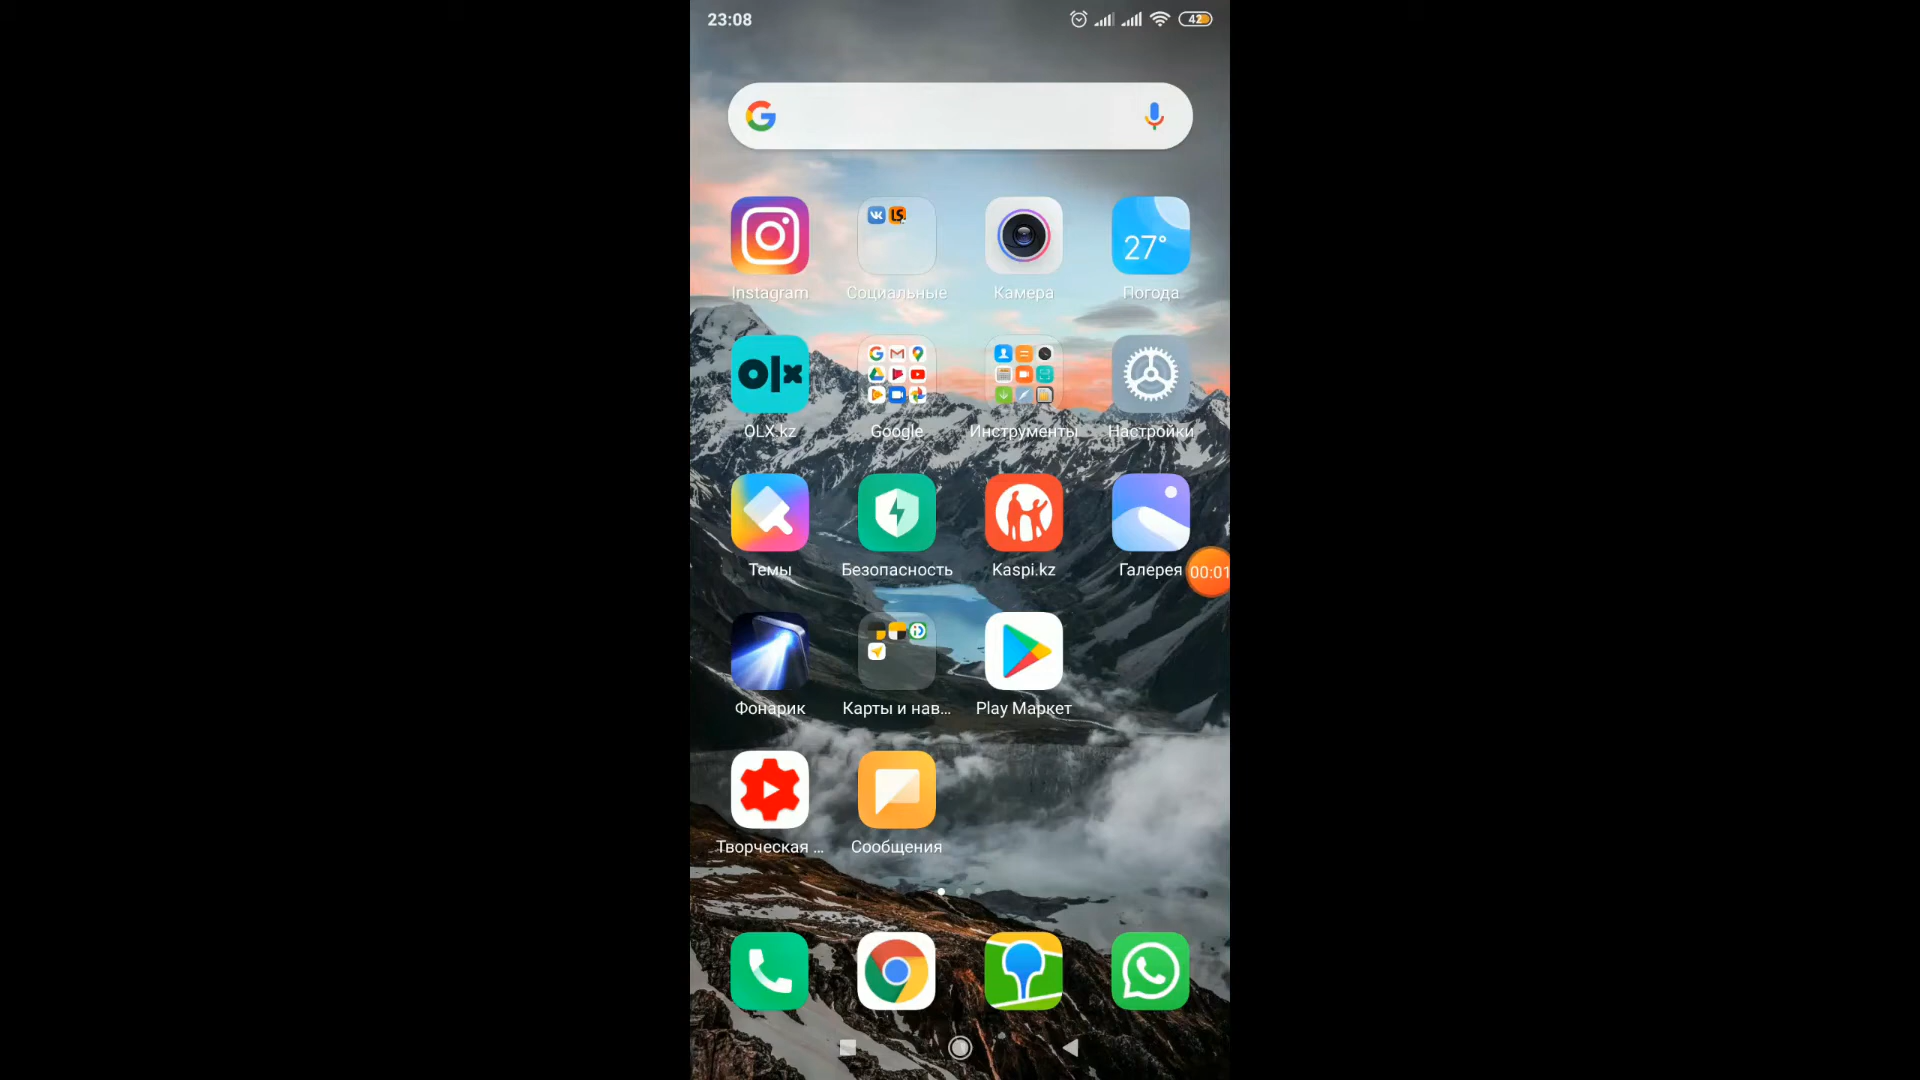 23:08 42
G
Instagram Социальные Камера Погода
27°
OLX.kz Google Инструменты Настройки
olx
Темы Безопасность Kaspi.kz Галерея
00:01
Фонарик Карты и нав... Play Маркет
Творческая ... Сообщения